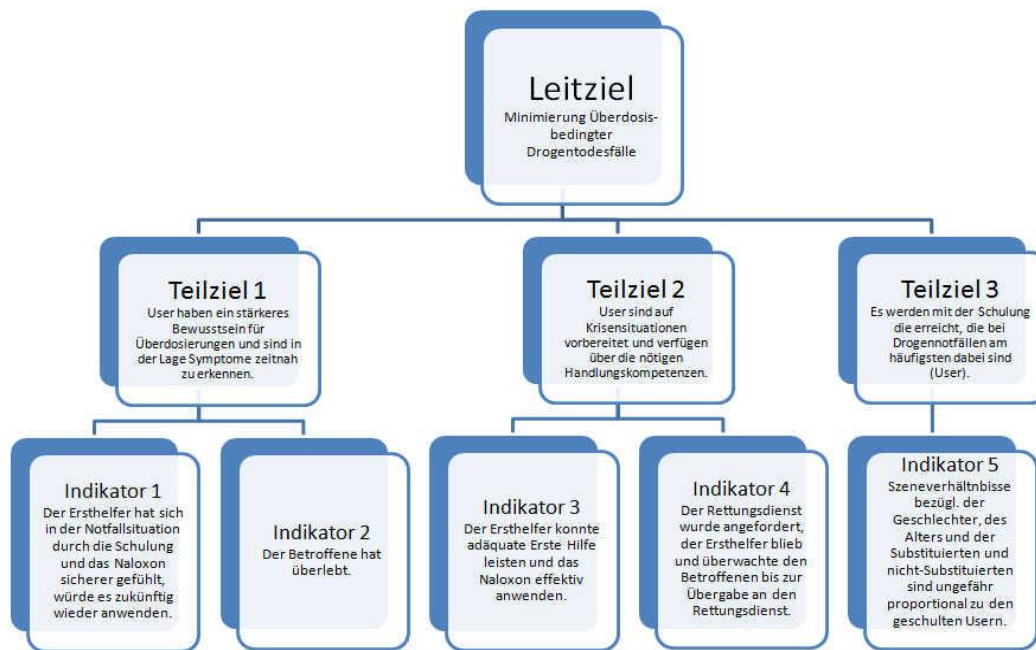 Leitziel
Minimierung Überdosis-
bedingter
Drogentodesfälle
Teilziel 1
User haben ein stärkeres
Bewusstsein für
Überdosierungen und sind in
der Lage Symptome zeitnah
zu erkennen.
Teilziel 2
User sind auf
Krisensituationen
vorbereitet und verfügen
über die nötigen
Handlungskompetenzen.
Teilziel 3
Es werden mit der Schulung
die erreicht, die bei
Drogennotfällen am
häufigsten dabei sind
(User).
Indikator 1
Der Ersthelfer hat sich
in der Notfallsituation
durch die Schulung
und das Naloxon
sicherer gefühlt,
würde es zukünftig
wieder anwenden.
Indikator 2
Der Betroffene hat
überlebt.
Indikator 3
Der Ersthelfer konnte
adäquate Erste Hilfe
leisten und das
Naloxon effektiv
anwenden.
Indikator 4
Der Rettungsdienst
wurde angefordert,
der Ersthelfer blieb
und überwachte den
Betroffenen bis zur
Übergabe an den
Rettungsdienst.
Indikator 5
Szeneverhältnisse
bezügl. der
Geschlechter, des
Alters und der
Substituierten und
nicht-Substituierten
sind ungefähr
proportional zu den
geschulten Usern.